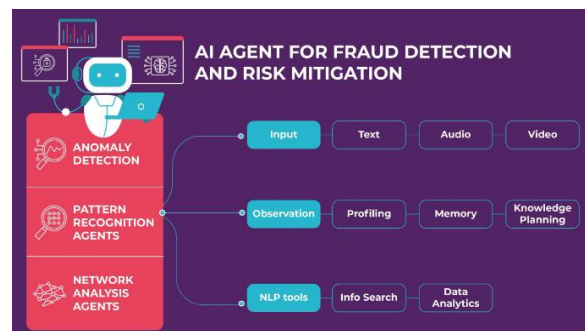 AI AGENT FOR FRAUD DETECTION
AND RISK MITIGATION
ANOMALY
DETECTION
PATTERN
RECOGNITION
AGENTS
NETWORK
ANALYSIS
AGENTS
Input
Text
Audio
Video
Observation
Profiling
Memory
Knowledge
Planning
NLP tools
Info Search
Data
Analytics